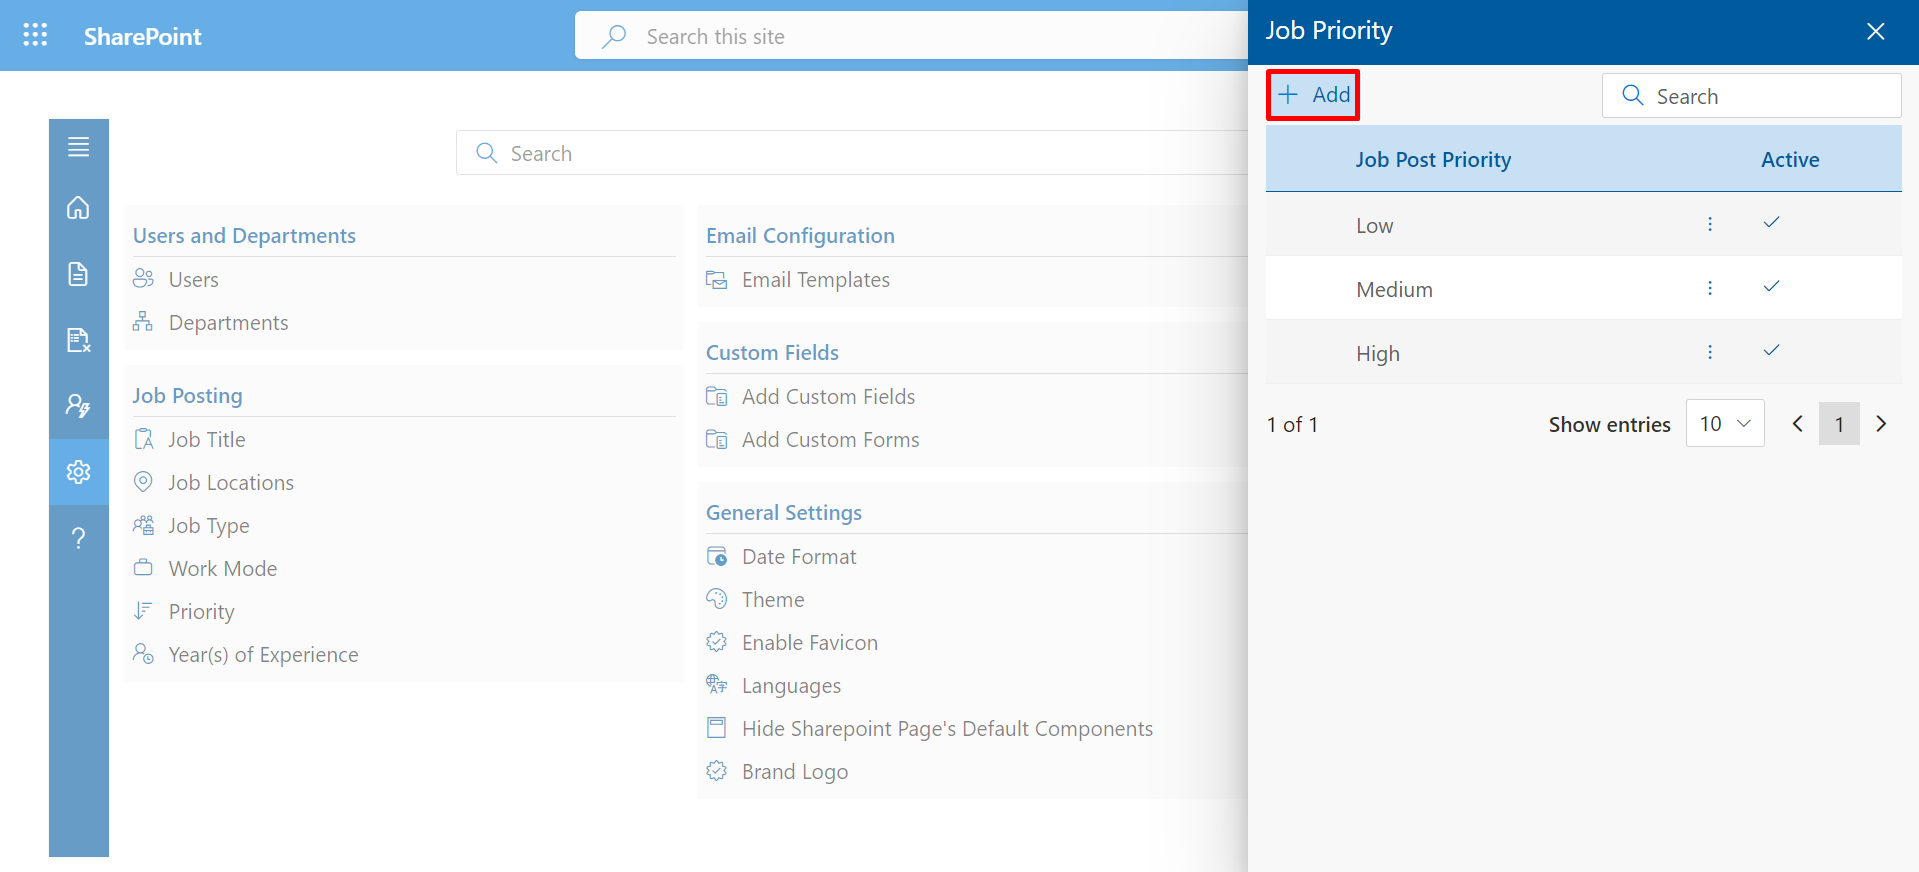 SharePoint
Search this site
Search
Users and Departments
Users
Departments
Job Posting
Job Title
Job Locations
Job Type
Work Mode
Priority
Year(s) of Experience
Email Configuration
Email Templates
Custom Fields
Add Custom Fields
Add Custom Forms
General Settings
Date Format
Theme
Enable Favicon
Languages
Hide Sharepoint Page's Default Components
Brand Logo
Job Priority
Add
Search
Job Post Priority Active
Low
Medium
High
1 of 1 Show entries 10 1